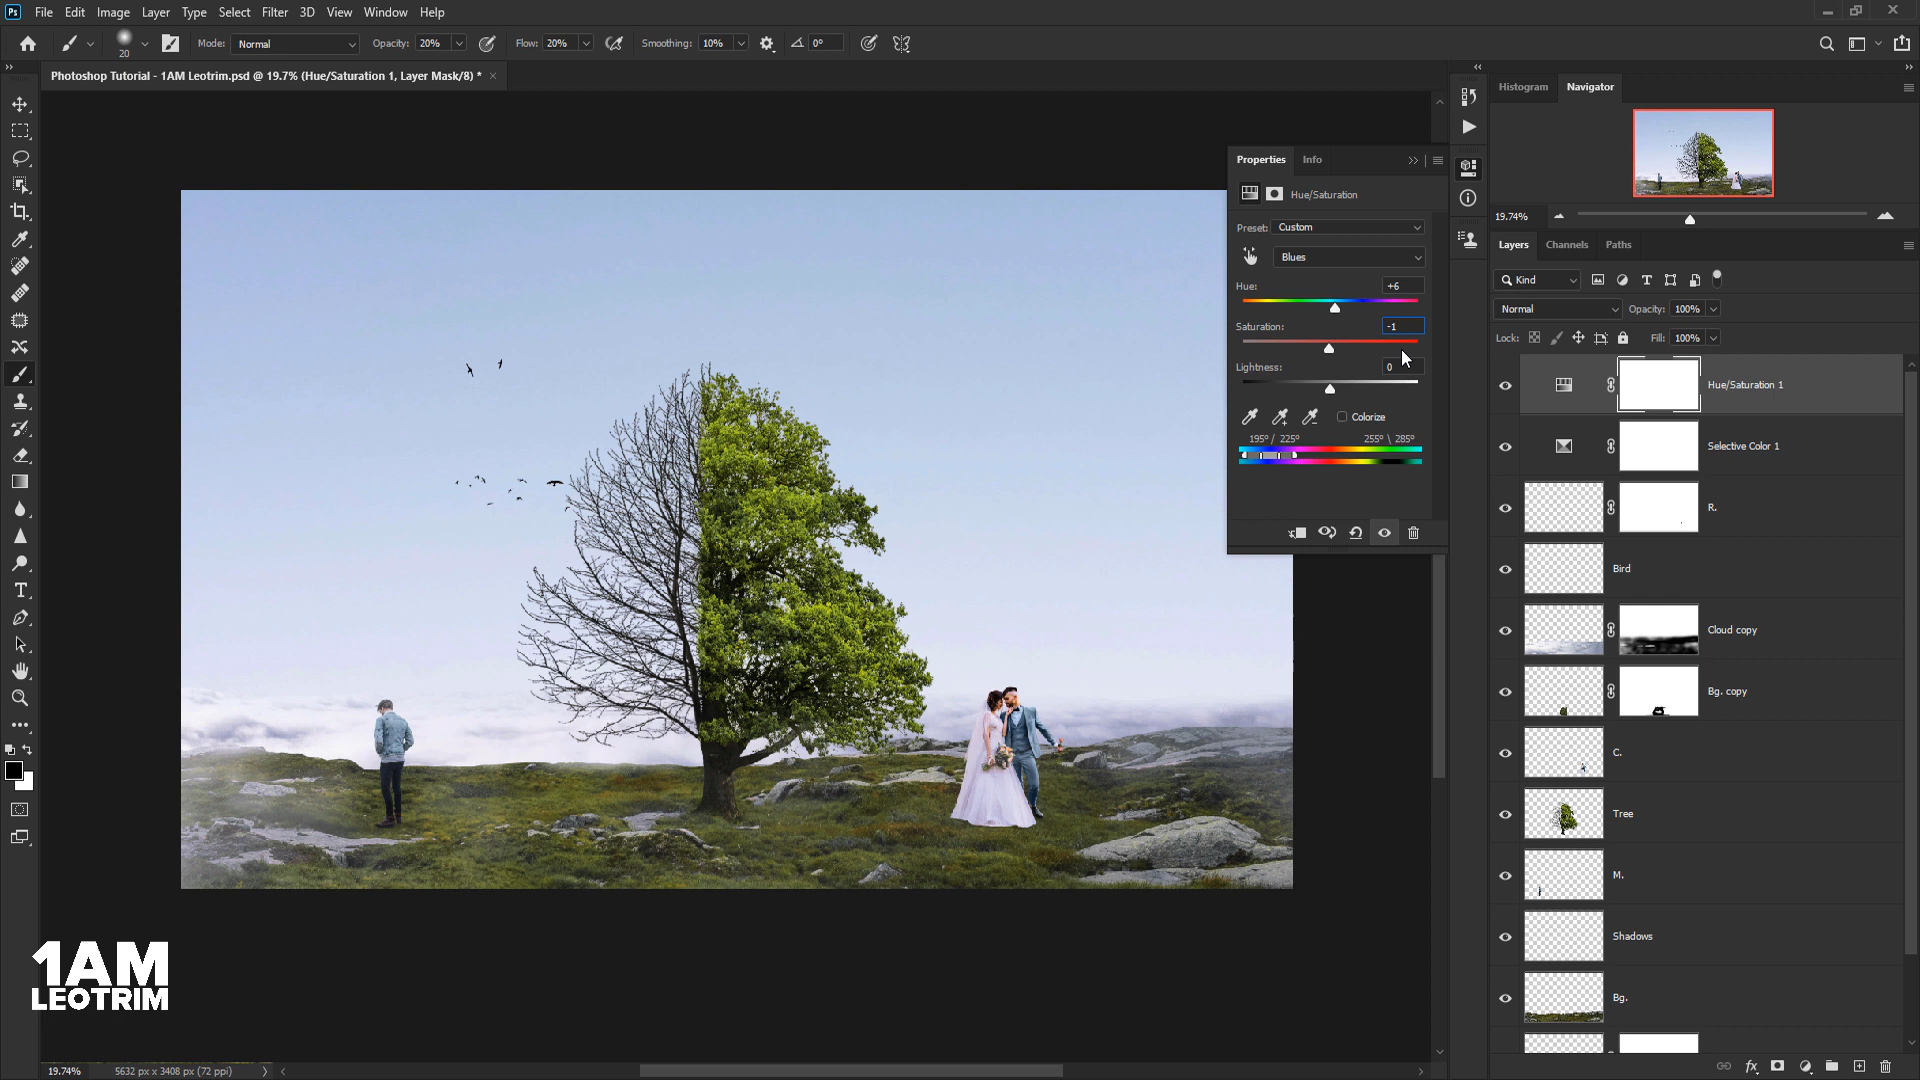 Ps File Edit Image Layer Type Select Filter 3D View Window Help
20 Mode: Normal Opacity: 20% Flow: 20% Smoothing: 10% 0°
Photoshop Tutorial - 1AM Leotrim.psd @ 19.7% (Hue/Saturation 1, Layer Mask/8) * ×
Histogram Navigator
19.74%
Properties Info
Hue/Saturation
Preset: Custom
Blues
Hue: +6
Saturation: -1
Lightness: 0
Colorize
195° / 225° 255° \ 285°
Layers Channels Paths
Kind
Normal Opacity: 100%
Lock: Fill: 100%
Hue/Saturation 1
Selective Color 1
R.
Bird
Cloud copy
Bg. copy
C.
Tree
M.
Shadows
Bg.
1AM
LEOTRIM
19.74% 5632 px x 3408 px (72 ppi)